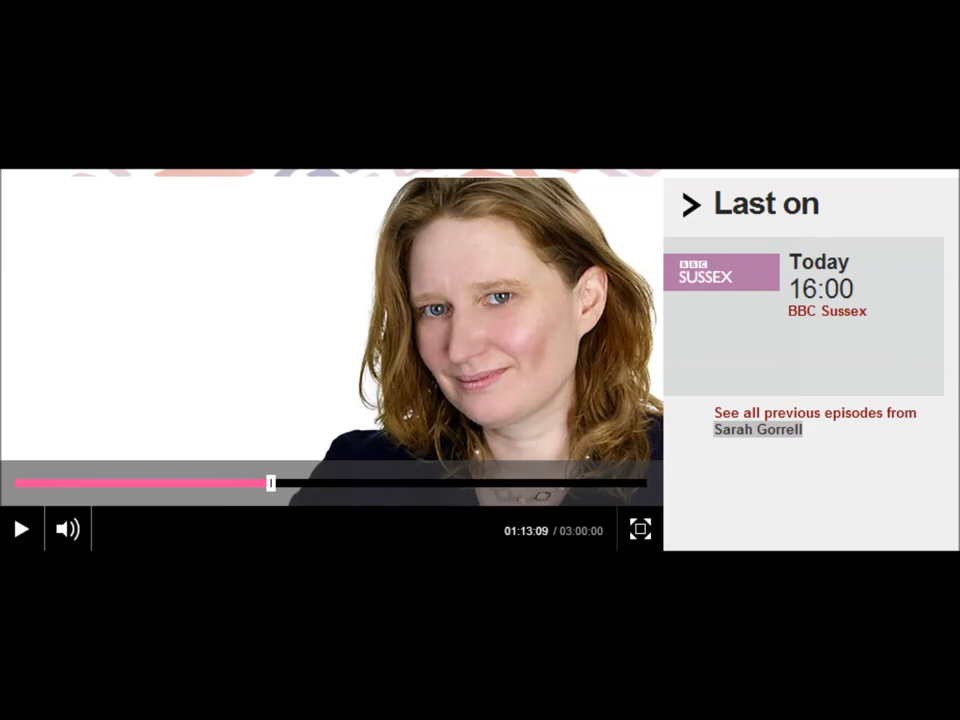 > Last on
BBC
SUSSEX
Today
16:00
BBC Sussex
See all previous episodes from
Sarah Gorrell
01:13:09 / 03:00:00